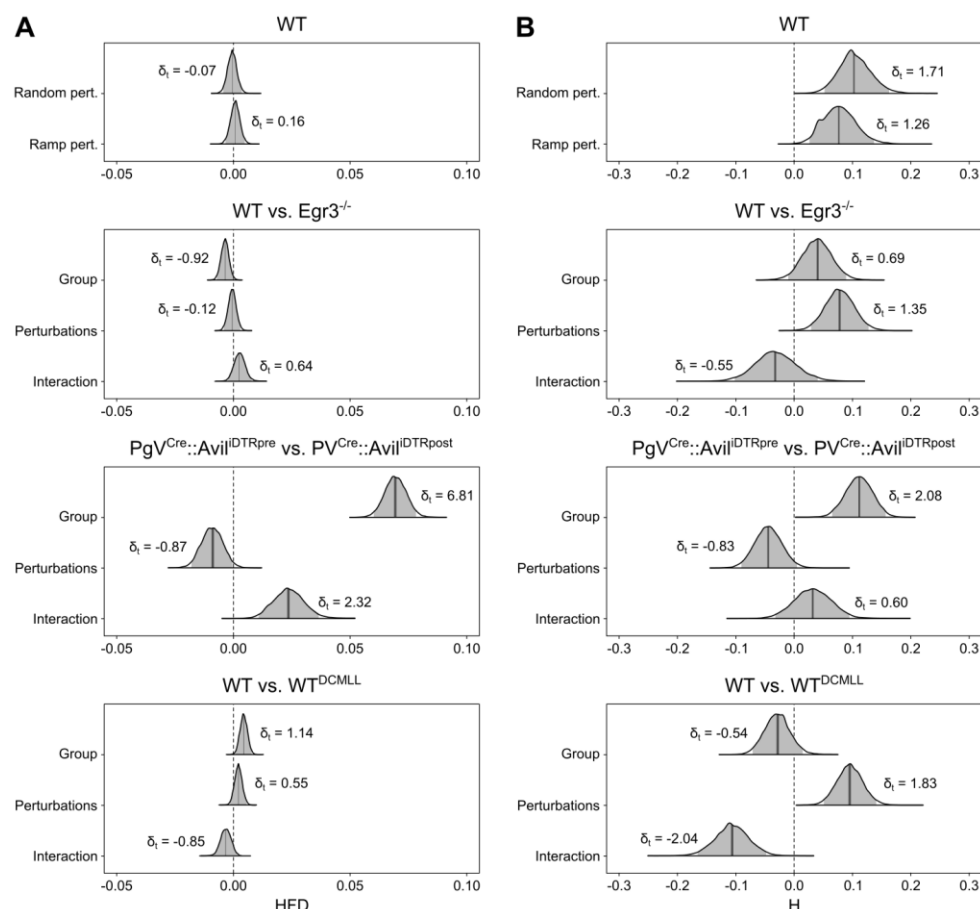 A
WT
Random pert.
δt = -0.07
Ramp pert.
δt = 0.16
-0.05 0.00 0.05 0.10
WT vs. Egr3-/-
Group
δt = -0.92
Perturbations
δt = -0.12
Interaction
δt = 0.64
-0.05 0.00 0.05 0.10
PgVCre::AviliDTRpre vs. PVCre::AviliDTRpost
Group
δt = 6.81
Perturbations
δt = -0.87
Interaction
δt = 2.32
-0.05 0.00 0.05 0.10
WT vs. WTDCMLL
Group
δt = 1.14
Perturbations
δt = 0.55
Interaction
δt = -0.85
-0.05 0.00 0.05 0.10
HFD
B
WT
Random pert.
δt = 1.71
Ramp pert.
δt = 1.26
-0.3 -0.2 -0.1 0.0 0.1 0.2 0.3
WT vs. Egr3-/-
Group
δt = 0.69
Perturbations
δt = 1.35
Interaction
δt = -0.55
-0.3 -0.2 -0.1 0.0 0.1 0.2 0.3
PgVCre::AviliDTRpre vs. PVCre::AviliDTRpost
Group
δt = 2.08
Perturbations
δt = -0.83
Interaction
δt = 0.60
-0.3 -0.2 -0.1 0.0 0.1 0.2 0.3
WT vs. WTDCMLL
Group
δt = -0.54
Perturbations
δt = 1.83
Interaction
δt = -2.04
-0.3 -0.2 -0.1 0.0 0.1 0.2 0.3
H